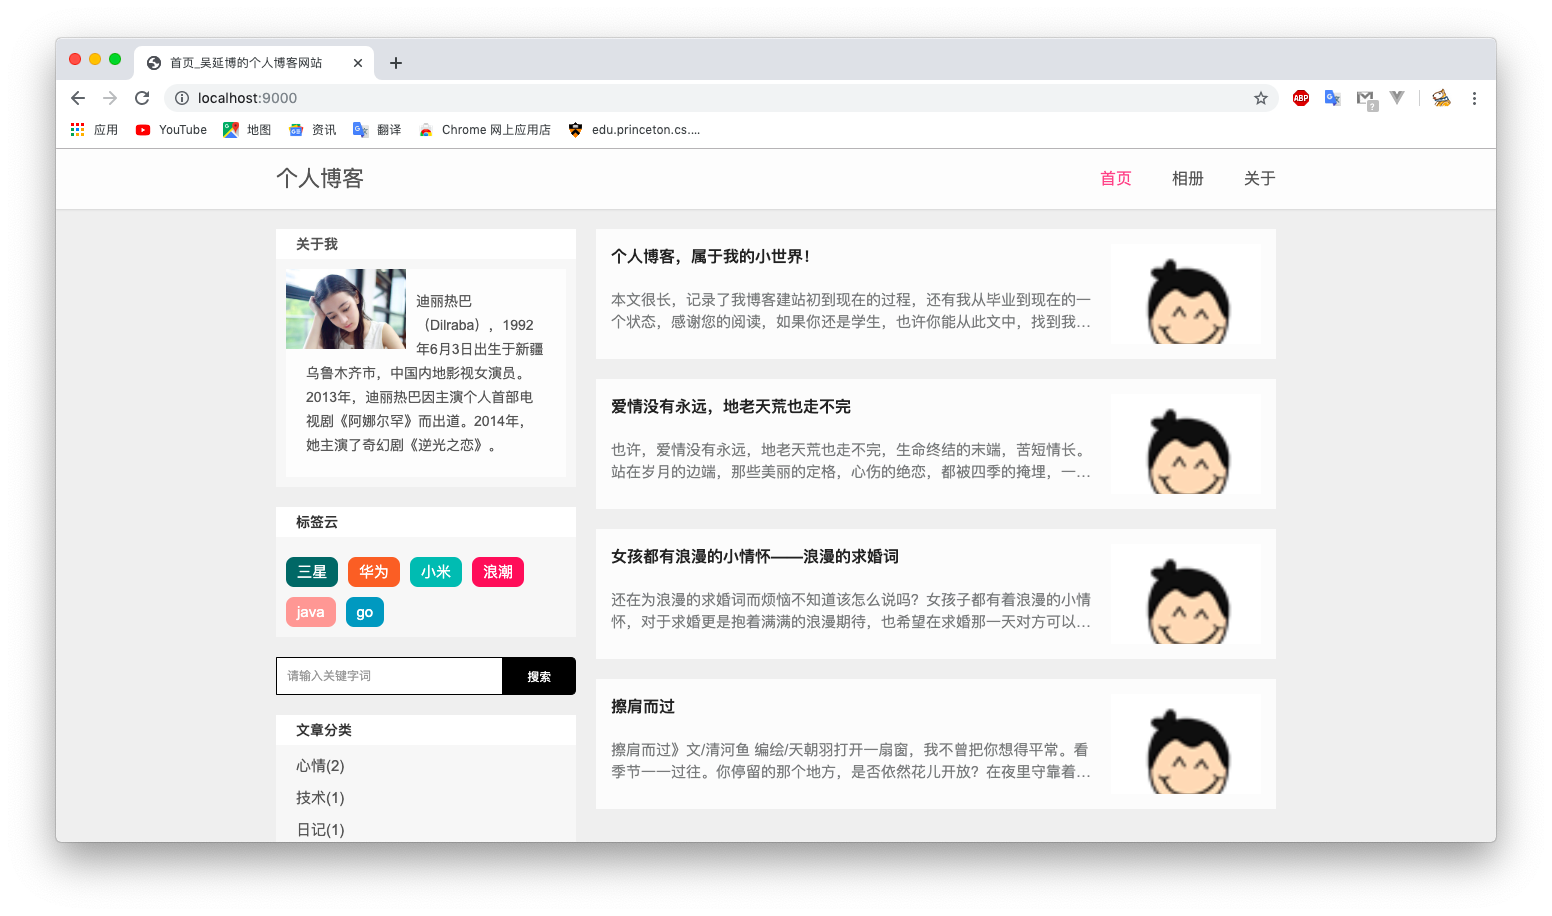 首页_吴延博的个人博客网站
localhost:9000
ABP
应用 YouTube 地图 资讯 翻译 Chrome 网上应用店 edu.princeton.cs....
个人博客
首页 相册 关于
关于我
迪丽热巴
（Dilraba），1992
年6月3日出生于新疆
乌鲁木齐市，中国内地影视女演员。
2013年，迪丽热巴因主演个人首部电
视剧《阿娜尔罕》而出道。2014年，
她主演了奇幻剧《逆光之恋》。
标签云
三星 华为 小米 浪潮
java go
请输入关键字词 搜索
文章分类
心情(2)
技术(1)
日记(1)
个人博客，属于我的小世界！
本文很长，记录了我博客建站初到现在的过程，还有我从毕业到现在的一
个状态，感谢您的阅读，如果你还是学生，也许你能从此文中，找到我...
爱情没有永远，地老天荒也走不完
也许，爱情没有永远，地老天荒也走不完，生命终结的末端，苦短情长。
站在岁月的边端，那些美丽的定格，心伤的绝恋，都被四季的掩埋，一...
女孩都有浪漫的小情怀——浪漫的求婚词
还在为浪漫的求婚词而烦恼不知道该怎么说吗？女孩子都有着浪漫的小情
怀，对于求婚更是抱着满满的浪漫期待，也希望在求婚那一天对方可以...
擦肩而过
擦肩而过》文/清河鱼 编绘/天朝羽打开一扇窗，我不曾把你想得平常。看
季节一一过往。你停留的那个地方，是否依然花儿开放？在夜里守靠着...